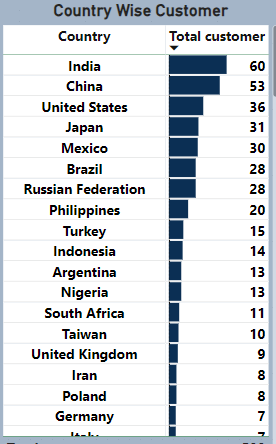 Country Wise Customer
Country Total customer
India 60
China 53
United States 36
Japan 31
Mexico 30
Brazil 28
Russian Federation 28
Philippines 20
Turkey 15
Indonesia 14
Argentina 13
Nigeria 13
South Africa 11
Taiwan 10
United Kingdom 9
Iran 8
Poland 8
Germany 7
Italy 7